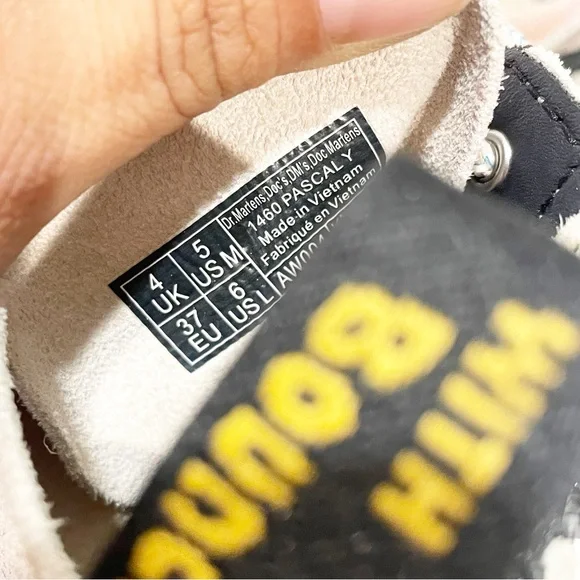 Dr.Martens,Doc's,DM's,Doc Martens
1460 PASCAL Y
Made in Vietnam
Fabriqué en Vietnam
4
UK
5
US M
37
EU
6
US L
WITH